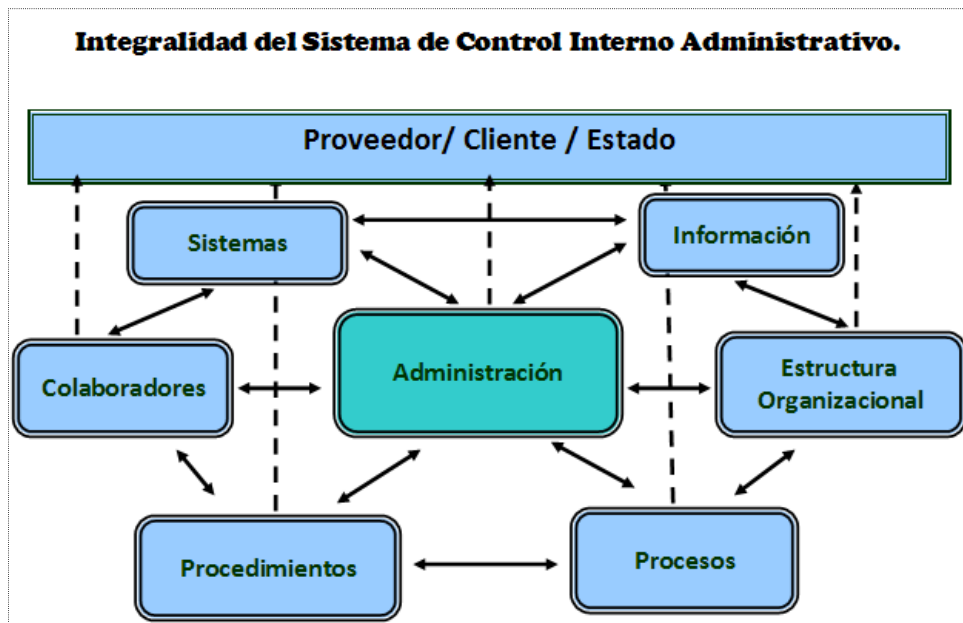 Integralidad del Sistema de Control Interno Administrativo.
Proveedor/ Cliente / Estado
Sistemas
Información
Colaboradores
Administración
Estructura
Organizacional
Procedimientos
Procesos